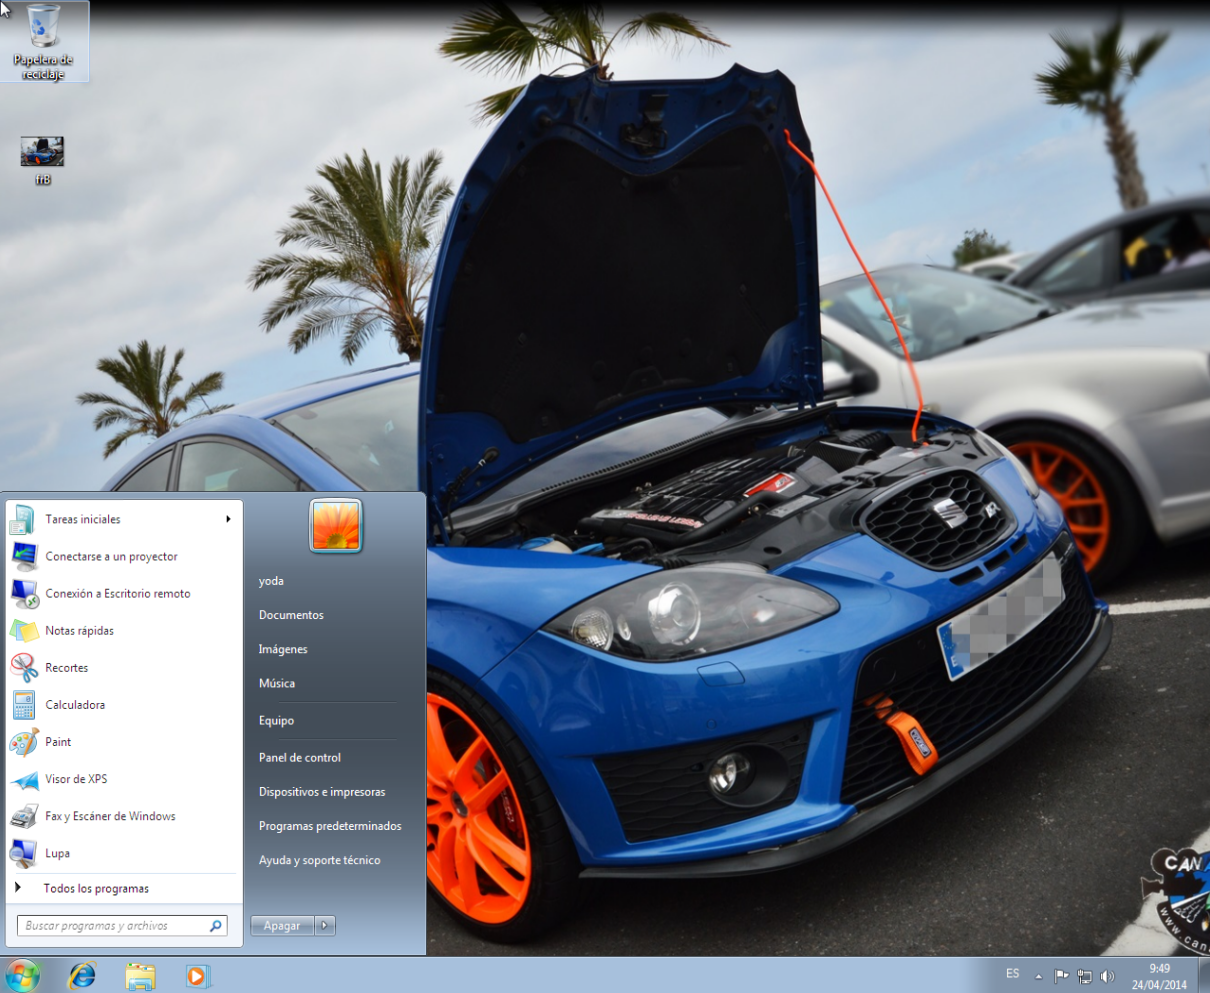 Papelera de
reciclaje
frB
Tareas iniciales
Conectarse a un proyector
Conexión a Escritorio remoto
Notas rápidas
Recortes
Calculadora
Paint
Visor de XPS
Fax y Escáner de Windows
Lupa
Todos los programas
Buscar programas y archivos
yoda
Documentos
Imágenes
Música
Equipo
Panel de control
Dispositivos e impresoras
Programas predeterminados
Ayuda y soporte técnico
Apagar
CAN
www.can
ES
9:49
24/04/2014